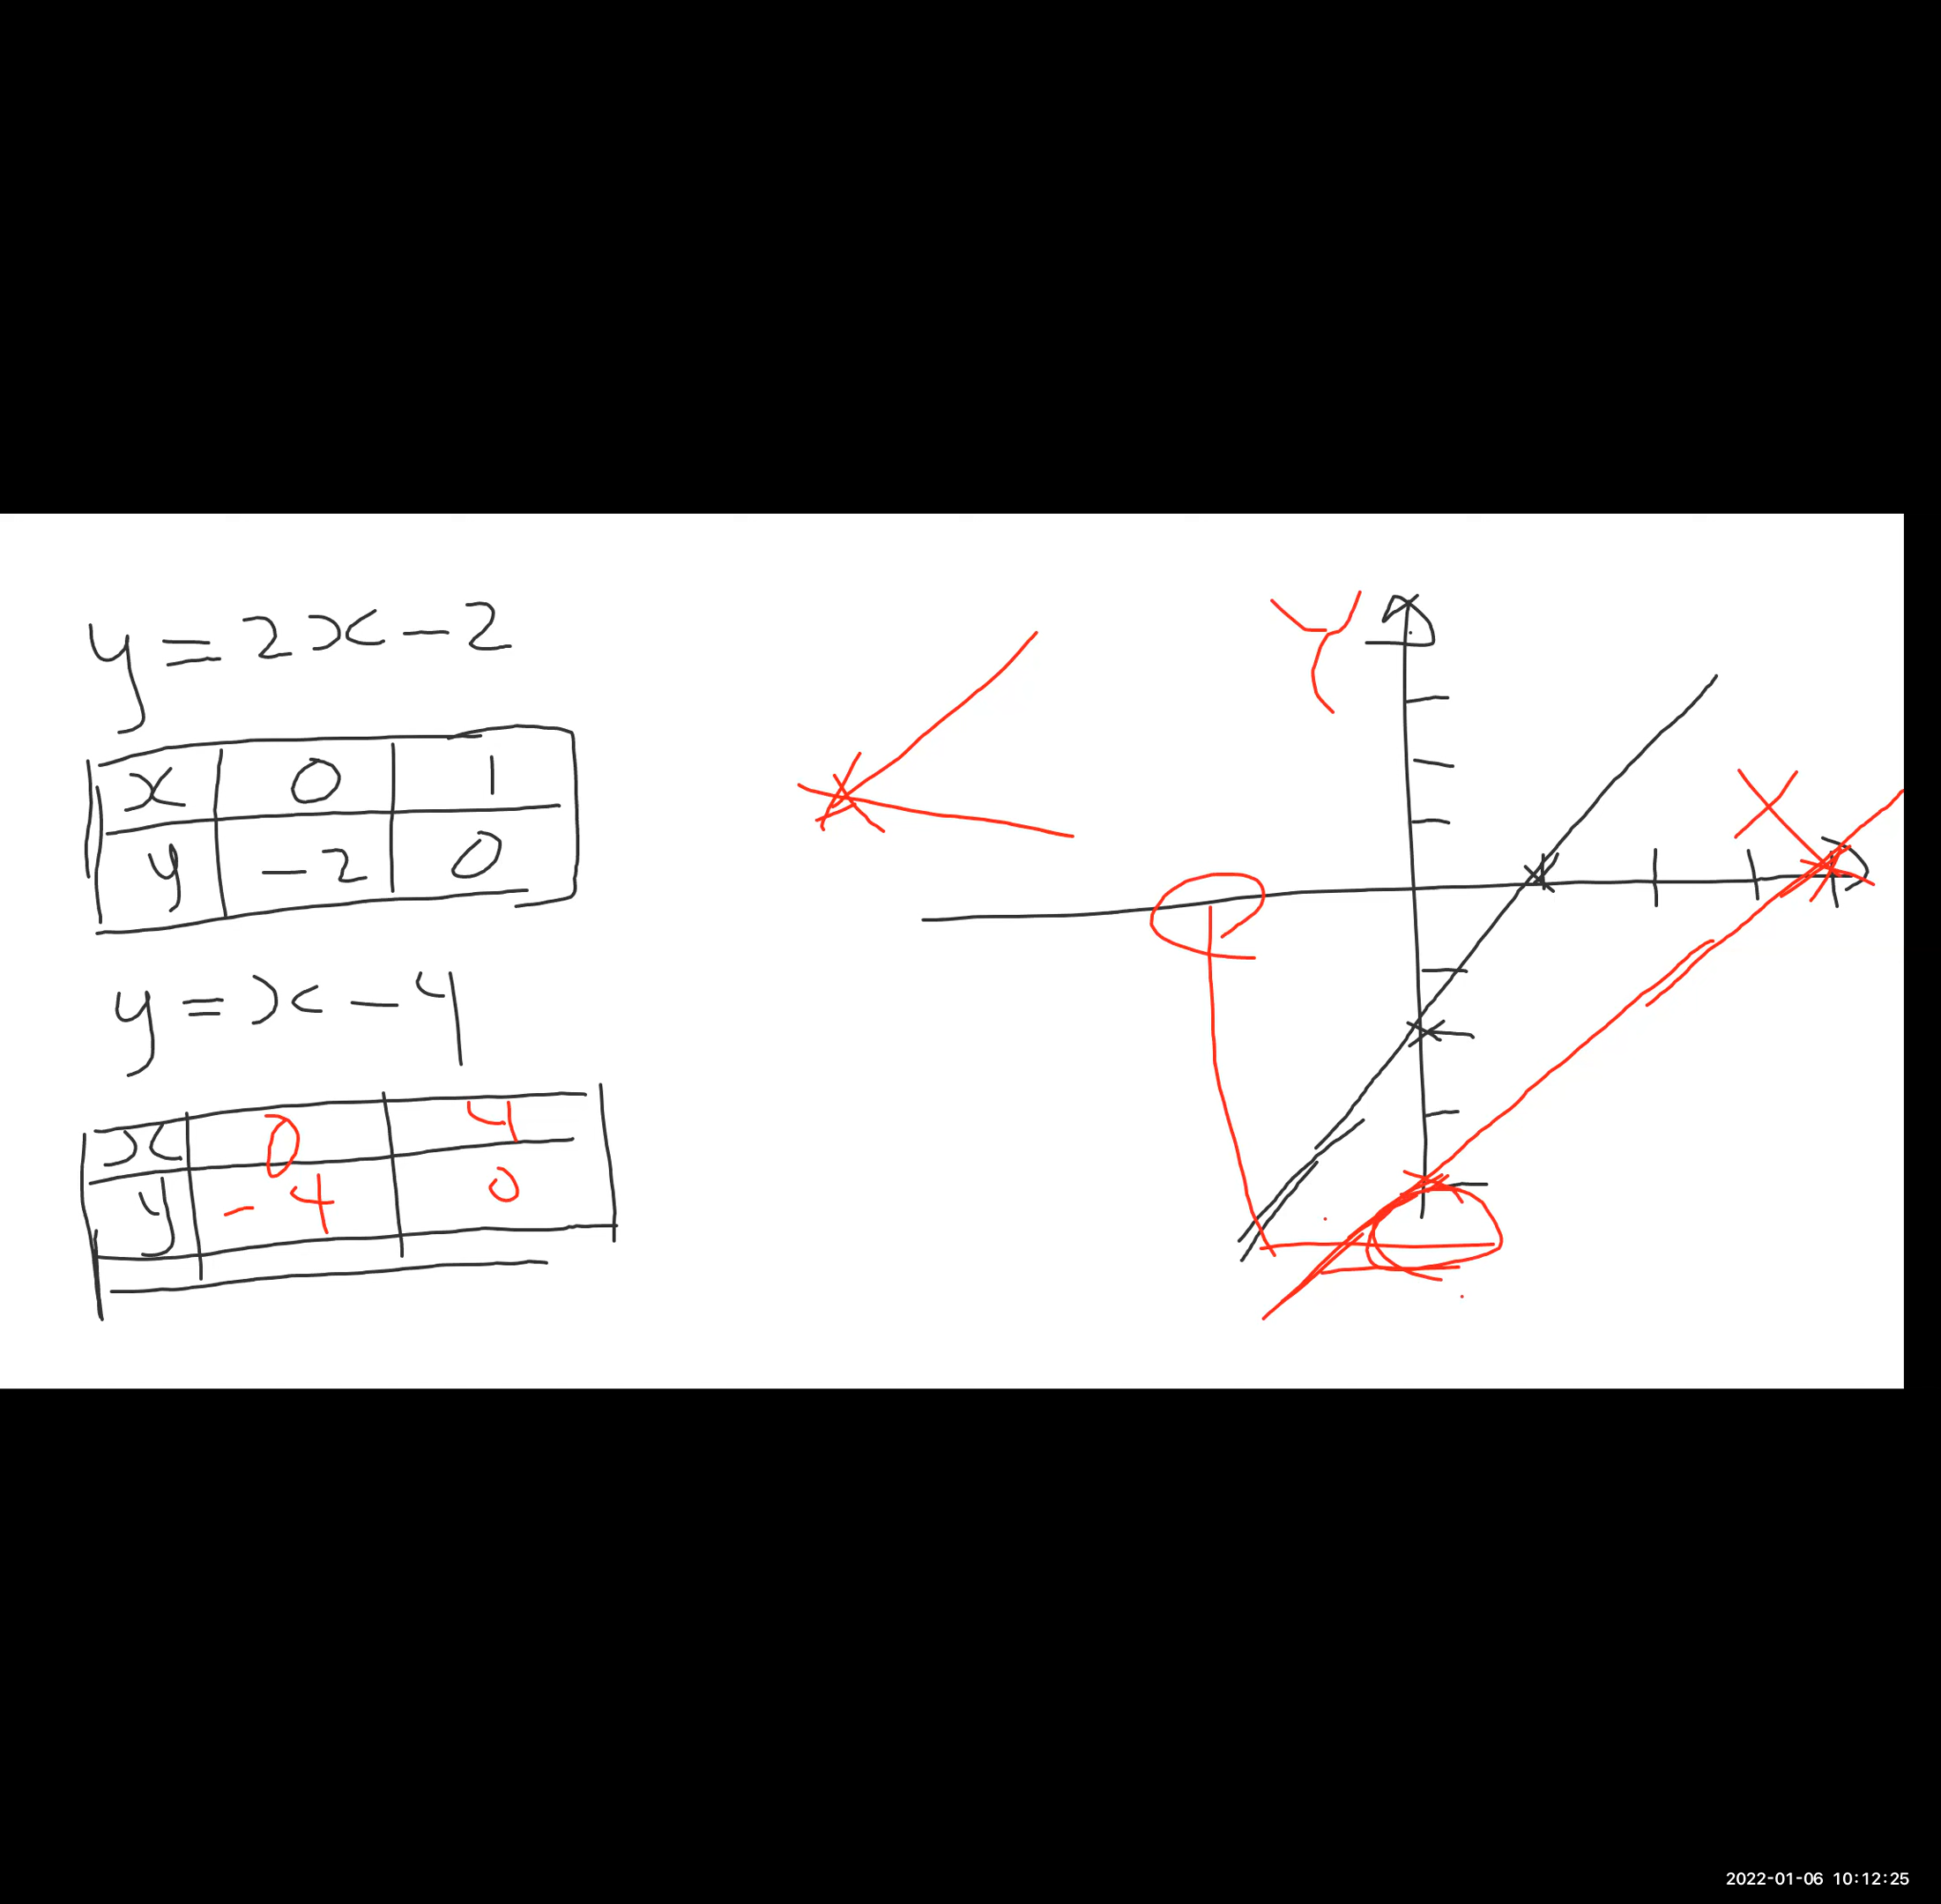 y = 2x - 2
x 0 1
y -2 0
y = x - 4
x 0 4
y -4 0
Y
X
2022-01-06 10:12:25